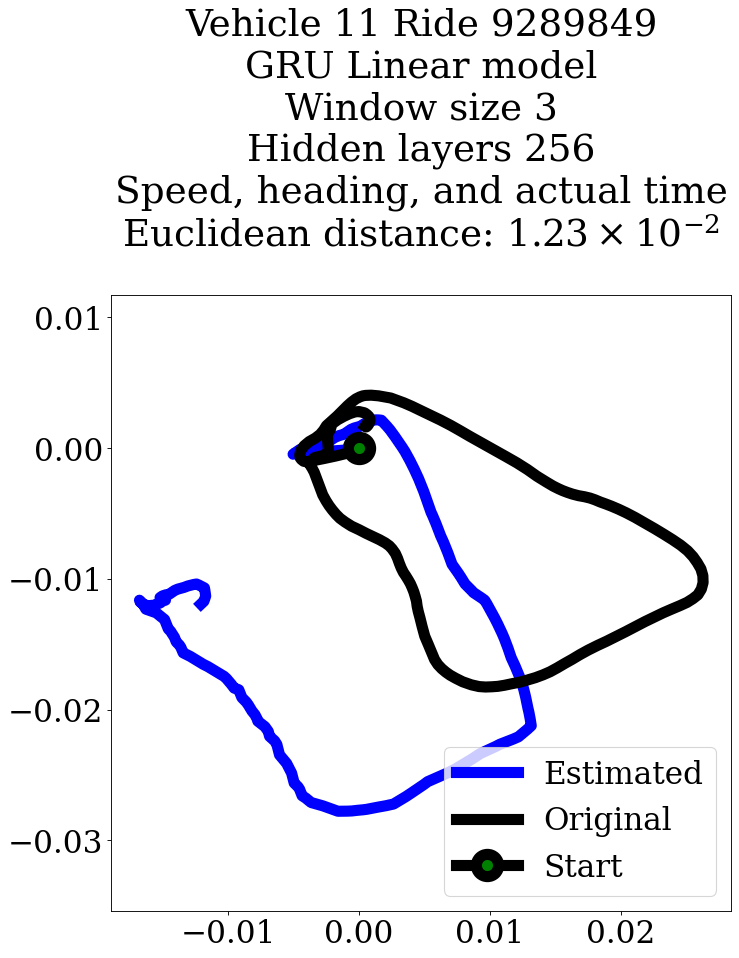 Vehicle 11 Ride 9289849
GRU Linear model
Window size 3
Hidden layers 256
Speed, heading, and actual time
Euclidean distance: 1.23 × 10⁻²
0.01
0.00
−0.01
−0.02
−0.03
Estimated
Original
Start
−0.01 0.00 0.01 0.02